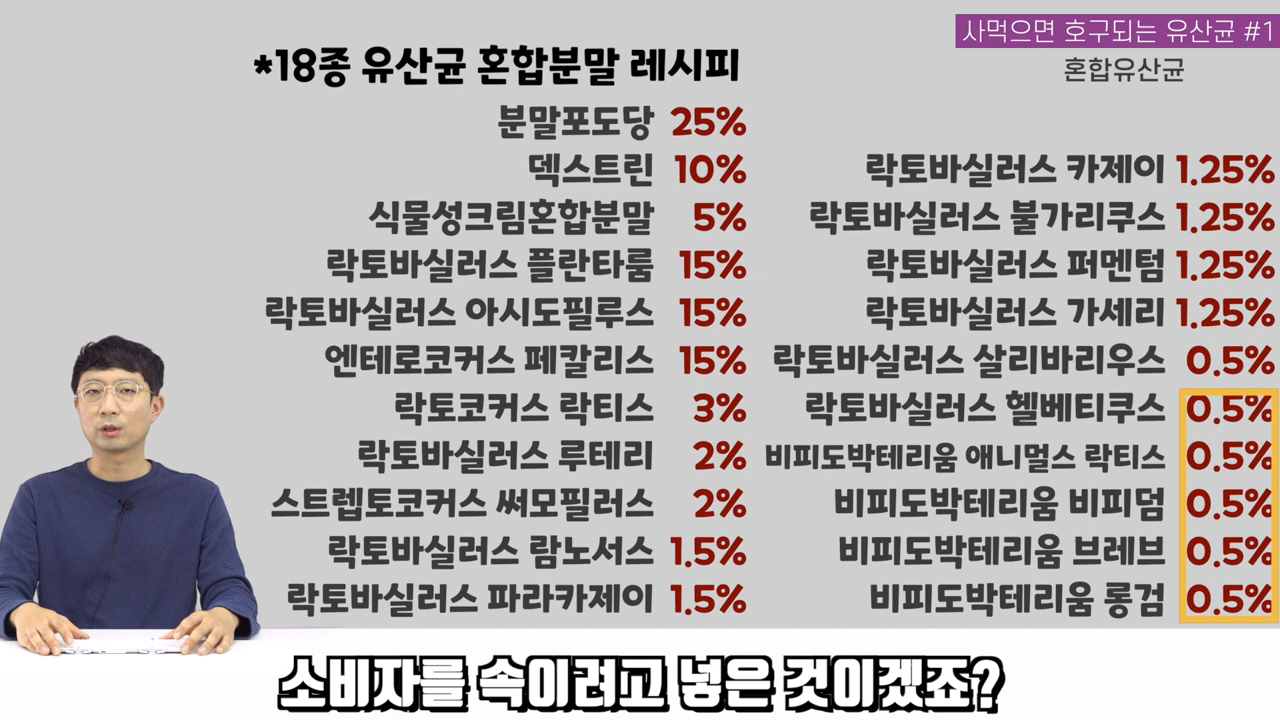 사먹으면 호구되는 유산균 #1
혼합유산균
*18종 유산균 혼합분말 레시피
분말포도당 25%
덱스트린 10%
식물성크림혼합분말 5%
락토바실러스 플란타룸 15%
락토바실러스 아시도필루스 15%
엔테로코커스 페칼리스 15%
락토코커스 락티스 3%
락토바실러스 루테리 2%
스트렙토코커스 써모필러스 2%
락토바실러스 람노서스 1.5%
락토바실러스 파라카제이 1.5%
락토바실러스 카제이 1.25%
락토바실러스 불가리쿠스 1.25%
락토바실러스 퍼멘텀 1.25%
락토바실러스 가세리 1.25%
락토바실러스 살리바리우스 0.5%
락토바실러스 헬베티쿠스 0.5%
비피도박테리움 애니멀스 락티스 0.5%
비피도박테리움 비피덤 0.5%
비피도박테리움 브레브 0.5%
비피도박테리움 롱검 0.5%
소비자를 속이려고 넣은 것이겠죠?